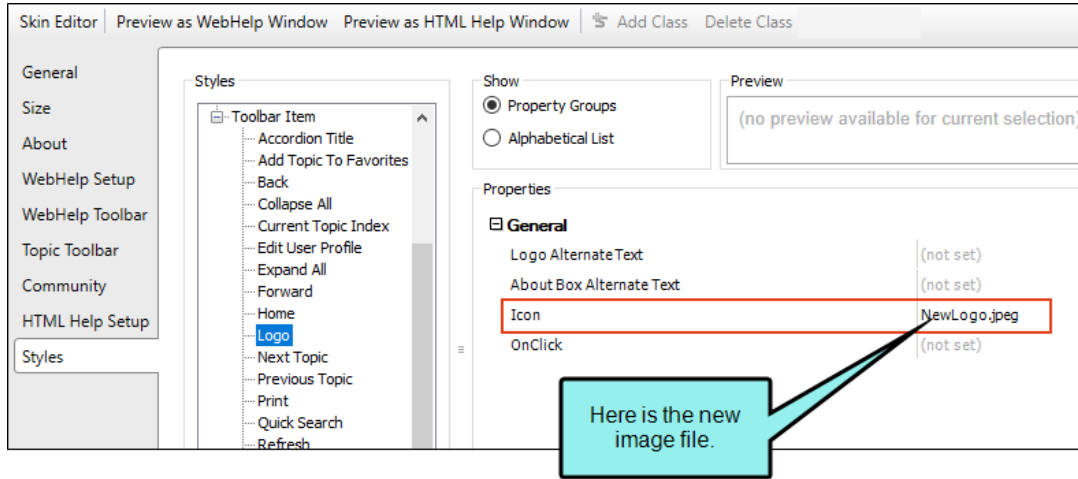 Skin Editor Preview as WebHelp Window Preview as HTML Help Window Add Class Delete Class
General
Size
About
WebHelp Setup
WebHelp Toolbar
Topic Toolbar
Community
HTML Help Setup
Styles
Styles
Toolbar Item
Accordion Title
Add Topic To Favorites
Back
Collapse All
Current Topic Index
Edit User Profile
Expand All
Forward
Home
Logo
Next Topic
Previous Topic
Print
Quick Search
Refresh
Show
Property Groups
Alphabetical List
Preview
(no preview available for current selection)
Properties
General
Logo Alternate Text (not set)
About Box Alternate Text (not set)
Icon NewLogo.jpeg
OnClick (not set)
Here is the new
image file.